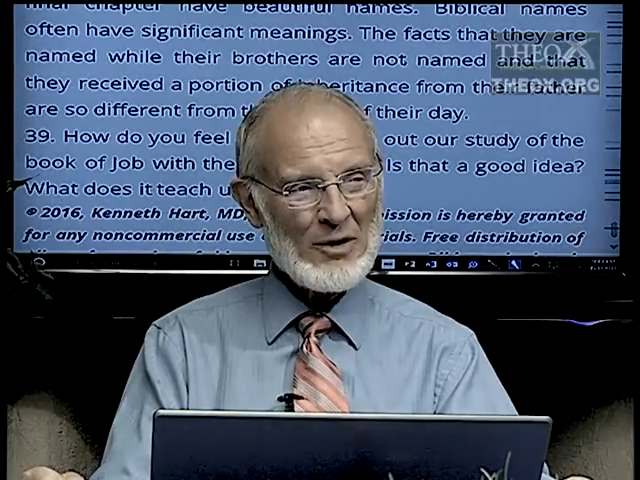 final Chapter have beautiful names. Biblical names
often have significant meanings. The facts that they are
named while their brothers are not named and that
they received a portion of inheritance from their father
are so different from of their day.
39. How do you feel out our study of the
book of Job with the Is that a good idea?
What does it teach u
© 2016, Kenneth Hart, MD, ission is hereby granted
for any noncommercial use ials. Free distribution of
THEOX
THEOX.ORG